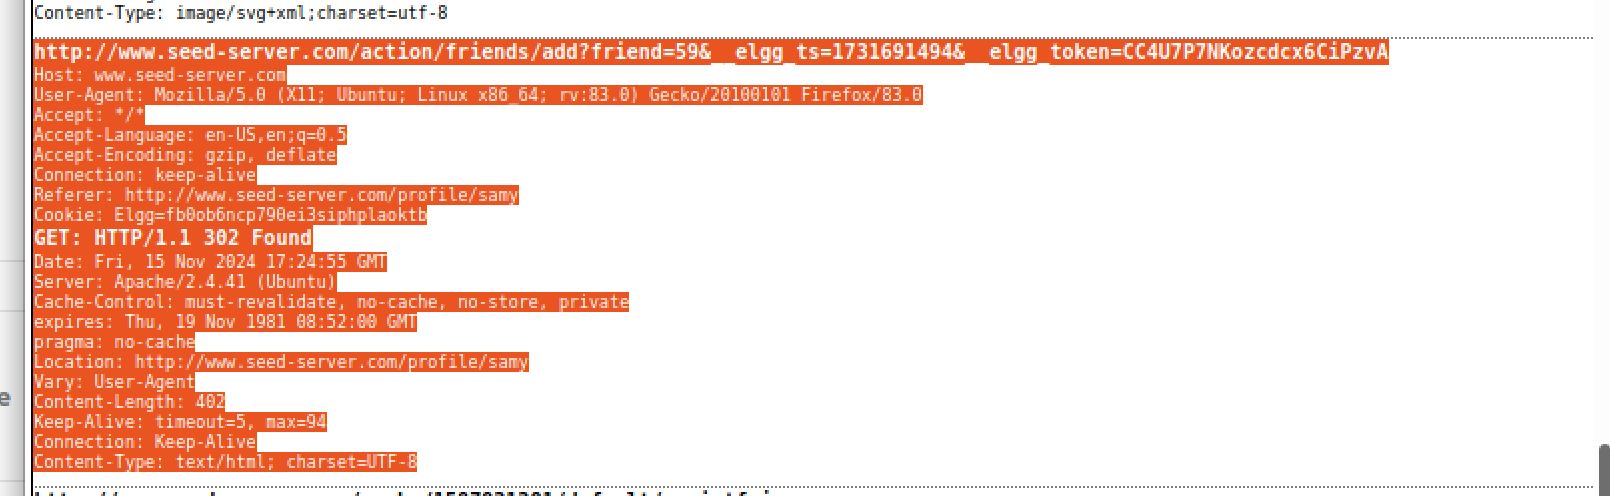 Content-Type: image/svg+xml;charset=utf-8
http://www.seed-server.com/action/friends/add?friend=59&__elgg_ts=1731691494&__elgg_token=CC4U7P7NKozcdcx6CiPzvA
Host: www.seed-server.com
User-Agent: Mozilla/5.0 (X11; Ubuntu; Linux x86_64; rv:83.0) Gecko/20100101 Firefox/83.0
Accept: */*
Accept-Language: en-US,en;q=0.5
Accept-Encoding: gzip, deflate
Connection: keep-alive
Referer: http://www.seed-server.com/profile/samy
Cookie: Elgg=fb0ob6ncp790ei3siphplaoktb
GET: HTTP/1.1 302 Found
Date: Fri, 15 Nov 2024 17:24:55 GMT
Server: Apache/2.4.41 (Ubuntu)
Cache-Control: must-revalidate, no-cache, no-store, private
expires: Thu, 19 Nov 1981 08:52:00 GMT
pragma: no-cache
Location: http://www.seed-server.com/profile/samy
Vary: User-Agent
Content-Length: 402
Keep-Alive: timeout=5, max=94
Connection: Keep-Alive
Content-Type: text/html; charset=UTF-8